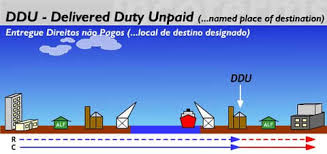 DDU - Delivered Duty Unpaid (...named place of destination)
Entregue Direitos não Pagos (...local de destino designado)
DDU
ALF ALF
R
C